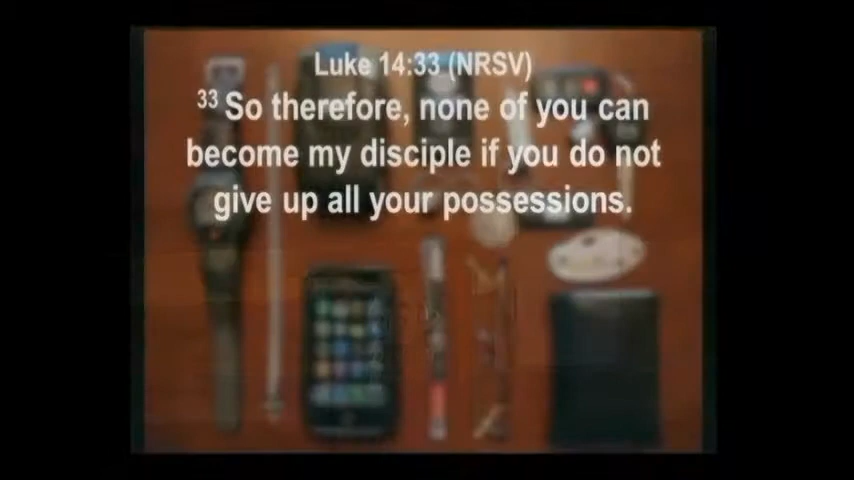 Luke 14:33 (NRSV)
33 So therefore, none of you can
become my disciple if you do not
give up all your possessions.